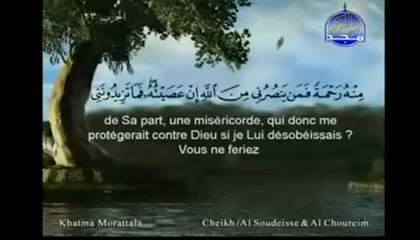 الحزب
مِنْهُ رَحْمَةً فَمَن يَنصُرُنِي مِنَ ٱللَّهِ إِنْ عَصَيْتُهُۥ ۖ فَمَا تَزِيدُونَنِي
de Sa part, une miséricorde, qui donc me
protégerait contre Dieu si je Lui désobéissais ?
Vous ne feriez
Khatma Morattala
Cheikh/Al Soudeisse & Al Choureim